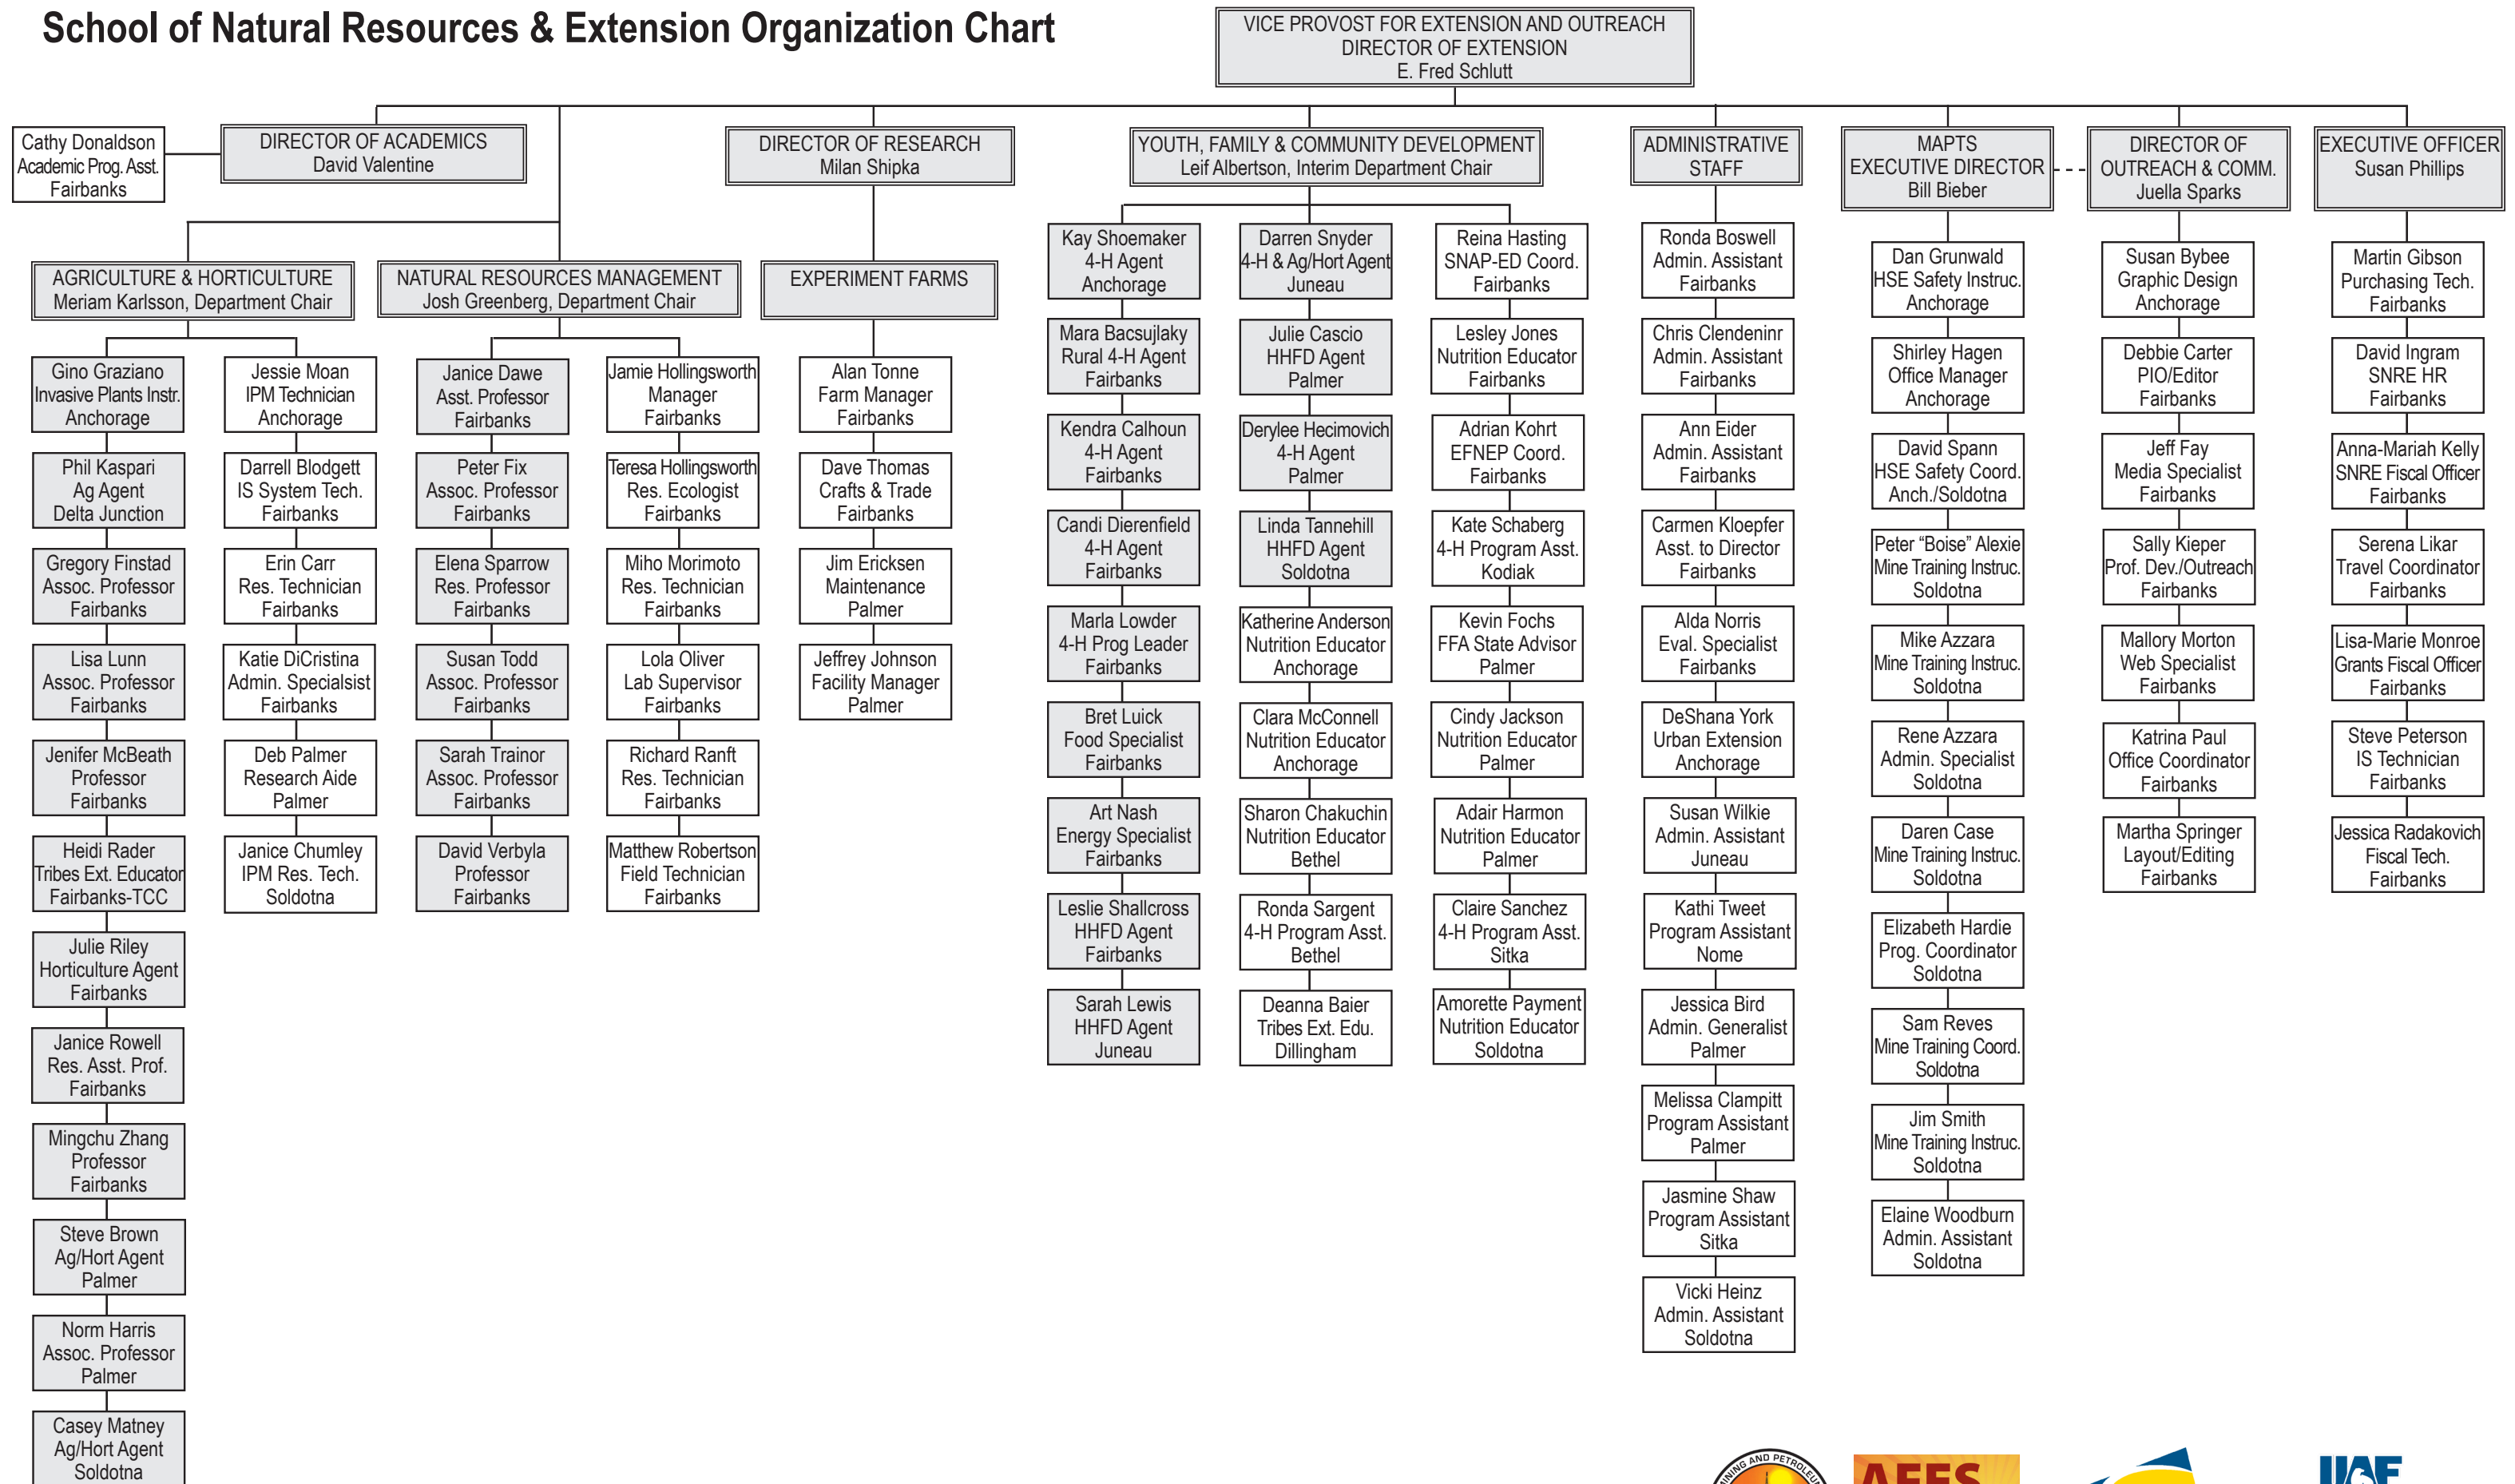 School of Natural Resources & Extension Organization Chart
VICE PROVOST FOR EXTENSION AND OUTREACH
DIRECTOR OF EXTENSION
E. Fred Schlutt
Cathy Donaldson
Academic Prog. Asst.
Fairbanks
DIRECTOR OF ACADEMICS
David Valentine
DIRECTOR OF RESEARCH
Milan Shipka
YOUTH, FAMILY & COMMUNITY DEVELOPMENT
Leif Albertson, Interim Department Chair
ADMINISTRATIVE
STAFF
MAPTS
EXECUTIVE DIRECTOR
Bill Bieber
DIRECTOR OF
OUTREACH & COMM.
Juella Sparks
EXECUTIVE OFFICER
Susan Phillips
AGRICULTURE & HORTICULTURE
Meriam Karlsson, Department Chair
NATURAL RESOURCES MANAGEMENT
Josh Greenberg, Department Chair
EXPERIMENT FARMS
Gino Graziano
Invasive Plants Instr.
Anchorage
Phil Kaspari
Ag Agent
Delta Junction
Gregory Finstad
Assoc. Professor
Fairbanks
Lisa Lunn
Assoc. Professor
Fairbanks
Jenifer McBeath
Professor
Fairbanks
Heidi Rader
Tribes Ext. Educator
Fairbanks-TCC
Julie Riley
Horticulture Agent
Fairbanks
Janice Rowell
Res. Asst. Prof.
Fairbanks
Mingchu Zhang
Professor
Fairbanks
Steve Brown
Ag/Hort Agent
Palmer
Norm Harris
Assoc. Professor
Palmer
Casey Matney
Ag/Hort Agent
Soldotna
Jessie Moan
IPM Technician
Anchorage
Darrell Blodgett
IS System Tech.
Fairbanks
Erin Carr
Res. Technician
Fairbanks
Katie DiCristina
Admin. Specialsist
Fairbanks
Deb Palmer
Research Aide
Palmer
Janice Chumley
IPM Res. Tech.
Soldotna
Janice Dawe
Asst. Professor
Fairbanks
Peter Fix
Assoc. Professor
Fairbanks
Elena Sparrow
Res. Professor
Fairbanks
Susan Todd
Assoc. Professor
Fairbanks
Sarah Trainor
Assoc. Professor
Fairbanks
David Verbyla
Professor
Fairbanks
Jamie Hollingsworth
Manager
Fairbanks
Teresa Hollingsworth
Res. Ecologist
Fairbanks
Miho Morimoto
Res. Technician
Fairbanks
Lola Oliver
Lab Supervisor
Fairbanks
Richard Ranft
Res. Technician
Fairbanks
Matthew Robertson
Field Technician
Fairbanks
Alan Tonne
Farm Manager
Fairbanks
Dave Thomas
Crafts & Trade
Fairbanks
Jim Ericksen
Maintenance
Palmer
Jeffrey Johnson
Facility Manager
Palmer
Kay Shoemaker
4-H Agent
Anchorage
Mara Bacsujlaky
Rural 4-H Agent
Fairbanks
Kendra Calhoun
4-H Agent
Fairbanks
Candi Dierenfield
4-H Agent
Fairbanks
Marla Lowder
4-H Prog Leader
Fairbanks
Bret Luick
Food Specialist
Fairbanks
Art Nash
Energy Specialist
Fairbanks
Leslie Shallcross
HHFD Agent
Fairbanks
Sarah Lewis
HHFD Agent
Juneau
Darren Snyder
4-H & Ag/Hort Agent
Juneau
Julie Cascio
HHFD Agent
Palmer
Derylee Hecimovich
4-H Agent
Palmer
Linda Tannehill
HHFD Agent
Soldotna
Katherine Anderson
Nutrition Educator
Anchorage
Clara McConnell
Nutrition Educator
Anchorage
Sharon Chakuchin
Nutrition Educator
Bethel
Ronda Sargent
4-H Program Asst.
Bethel
Deanna Baier
Tribes Ext. Edu.
Dillingham
Reina Hasting
SNAP-ED Coord.
Fairbanks
Lesley Jones
Nutrition Educator
Fairbanks
Adrian Kohrt
EFNEP Coord.
Fairbanks
Kate Schaberg
4-H Program Asst.
Kodiak
Kevin Fochs
FFA State Advisor
Palmer
Cindy Jackson
Nutrition Educator
Palmer
Adair Harmon
Nutrition Educator
Palmer
Claire Sanchez
4-H Program Asst.
Sitka
Amorette Payment
Nutrition Educator
Soldotna
Ronda Boswell
Admin. Assistant
Fairbanks
Chris Clendeninr
Admin. Assistant
Fairbanks
Ann Eider
Admin. Assistant
Fairbanks
Carmen Kloepfer
Asst. to Director
Fairbanks
Alda Norris
Eval. Specialist
Fairbanks
DeShana York
Urban Extension
Anchorage
Susan Wilkie
Admin. Assistant
Juneau
Kathi Tweet
Program Assistant
Nome
Jessica Bird
Admin. Generalist
Palmer
Melissa Clampitt
Program Assistant
Palmer
Jasmine Shaw
Program Assistant
Sitka
Vicki Heinz
Admin. Assistant
Soldotna
Dan Grunwald
HSE Safety Instruc.
Anchorage
Shirley Hagen
Office Manager
Anchorage
David Spann
HSE Safety Coord.
Anch./Soldotna
Peter “Boise” Alexie
Mine Training Instruc.
Soldotna
Mike Azzara
Mine Training Instruc.
Soldotna
Rene Azzara
Admin. Specialist
Soldotna
Daren Case
Mine Training Instruc.
Soldotna
Elizabeth Hardie
Prog. Coordinator
Soldotna
Sam Reves
Mine Training Coord.
Soldotna
Jim Smith
Mine Training Instruc.
Soldotna
Elaine Woodburn
Admin. Assistant
Soldotna
Susan Bybee
Graphic Design
Anchorage
Debbie Carter
PIO/Editor
Fairbanks
Jeff Fay
Media Specialist
Fairbanks
Sally Kieper
Prof. Dev./Outreach
Fairbanks
Mallory Morton
Web Specialist
Fairbanks
Katrina Paul
Office Coordinator
Fairbanks
Martha Springer
Layout/Editing
Fairbanks
Martin Gibson
Purchasing Tech.
Fairbanks
David Ingram
SNRE HR
Fairbanks
Anna-Mariah Kelly
SNRE Fiscal Officer
Fairbanks
Serena Likar
Travel Coordinator
Fairbanks
Lisa-Marie Monroe
Grants Fiscal Officer
Fairbanks
Steve Peterson
IS Technician
Fairbanks
Jessica Radakovich
Fiscal Tech.
Fairbanks
AND PETROLEUM
AFES
UAF